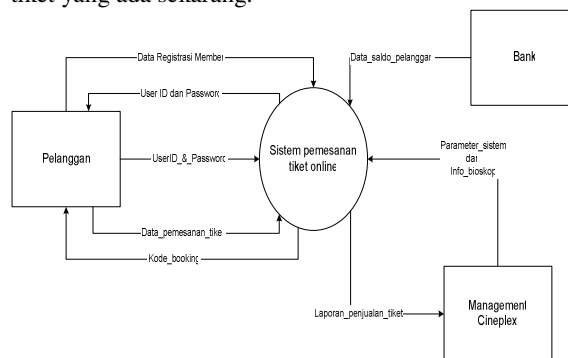 tiket yang ada sekarang.
Data Registrasi Member
Data_saldo_pelanggan
Bank
User ID dan Password
Sistem pemesanan
tiket online
Pelanggan
UserID_&_Password
Parameter_sistem
dan
Info_bioskop
Data_pemesanan_tiket
Kode_booking
Laporan_penjualan_tiket
Management
Cineplex